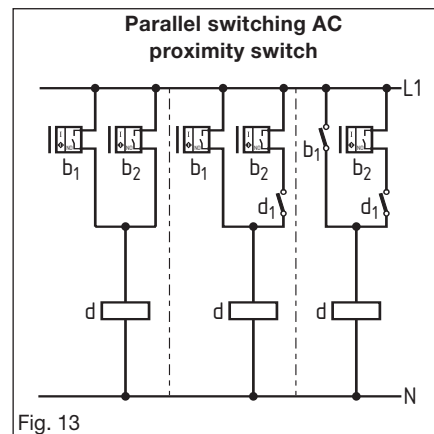 Parallel switching AC
proximity switch
L1
b1 b2 b1 b2 b1 b2
d1 d1
d d d
N
Fig. 13